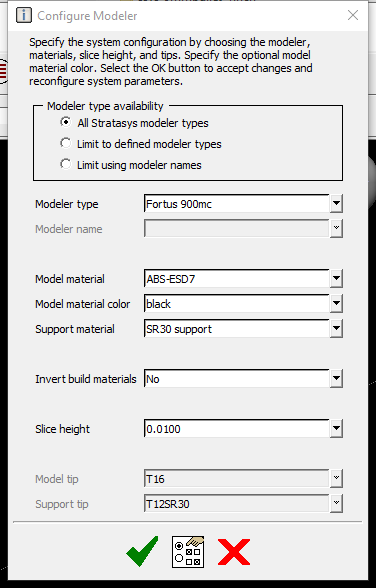 Configure Modeler
Specify the system configuration by choosing the modeler,
materials, slice height, and tips. Specify the optional model
material color. Select the OK button to accept changes and
reconfigure system parameters.
Modeler type availability
All Stratasys modeler types
Limit to defined modeler types
Limit using modeler names
Modeler type Fortus 900mc
Modeler name
Model material ABS-ESD7
Model material color black
Support material SR30 support
Invert build materials No
Slice height 0.0100
Model tip T16
Support tip T12SR30